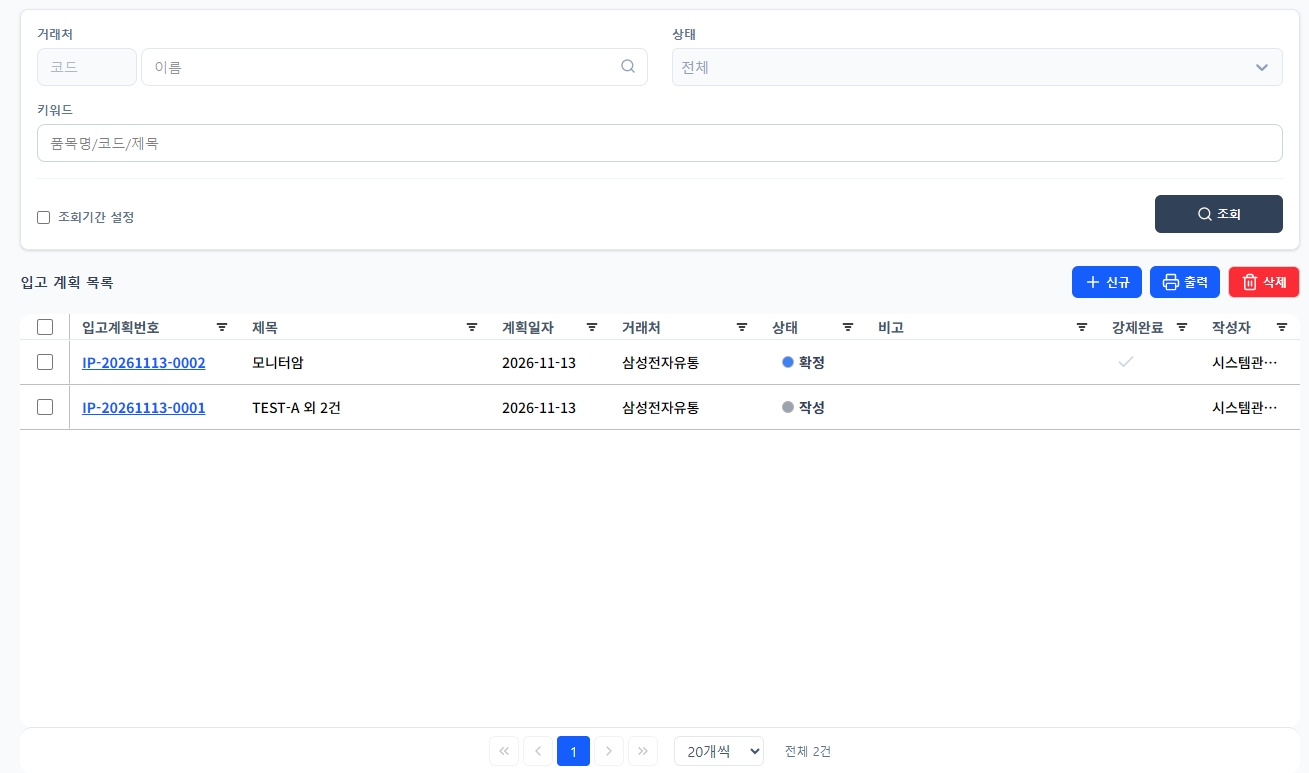 거래처 상태
코드 이름 전체
키워드
품목명/코드/제목
조회기간 설정 조회
입고 계획 목록 신규 출력 삭제
입고계획번호 제목 계획일자 거래처 상태 비고 강제완료 작성자
IP-20261113-0002 모니터암 2026-11-13 삼성전자유통 확정 시스템관…
IP-20261113-0001 TEST-A 외 2건 2026-11-13 삼성전자유통 작성 시스템관…
« ‹ 1 › » 20개씩 전체 2건